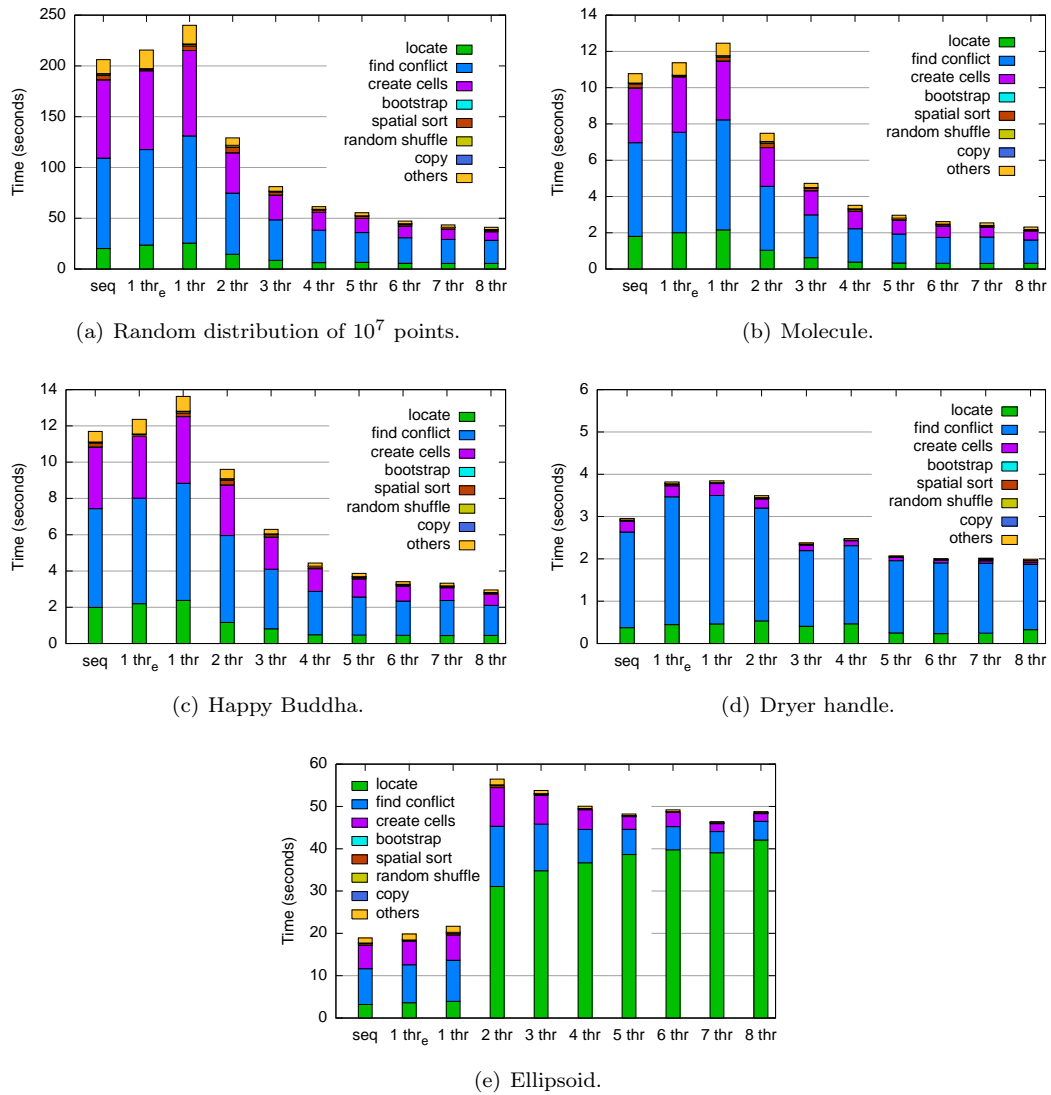 Time (seconds)
250
200
150
100
50
0
locate
find conflict
create cells
bootstrap
spatial sort
random shuffle
copy
others
seq 1 thre 1 thr 2 thr 3 thr 4 thr 5 thr 6 thr 7 thr 8 thr
(a) Random distribution of 10^7 points.
Time (seconds)
14
12
10
8
6
4
2
0
locate
find conflict
create cells
bootstrap
spatial sort
random shuffle
copy
others
seq 1 thre 1 thr 2 thr 3 thr 4 thr 5 thr 6 thr 7 thr 8 thr
(b) Molecule.
Time (seconds)
14
12
10
8
6
4
2
0
locate
find conflict
create cells
bootstrap
spatial sort
random shuffle
copy
others
seq 1 thre 1 thr 2 thr 3 thr 4 thr 5 thr 6 thr 7 thr 8 thr
(c) Happy Buddha.
Time (seconds)
6
5
4
3
2
1
0
locate
find conflict
create cells
bootstrap
spatial sort
random shuffle
copy
others
seq 1 thre 1 thr 2 thr 3 thr 4 thr 5 thr 6 thr 7 thr 8 thr
(d) Dryer handle.
Time (seconds)
60
50
40
30
20
10
0
locate
find conflict
create cells
bootstrap
spatial sort
random shuffle
copy
others
seq 1 thre 1 thr 2 thr 3 thr 4 thr 5 thr 6 thr 7 thr 8 thr
(e) Ellipsoid.